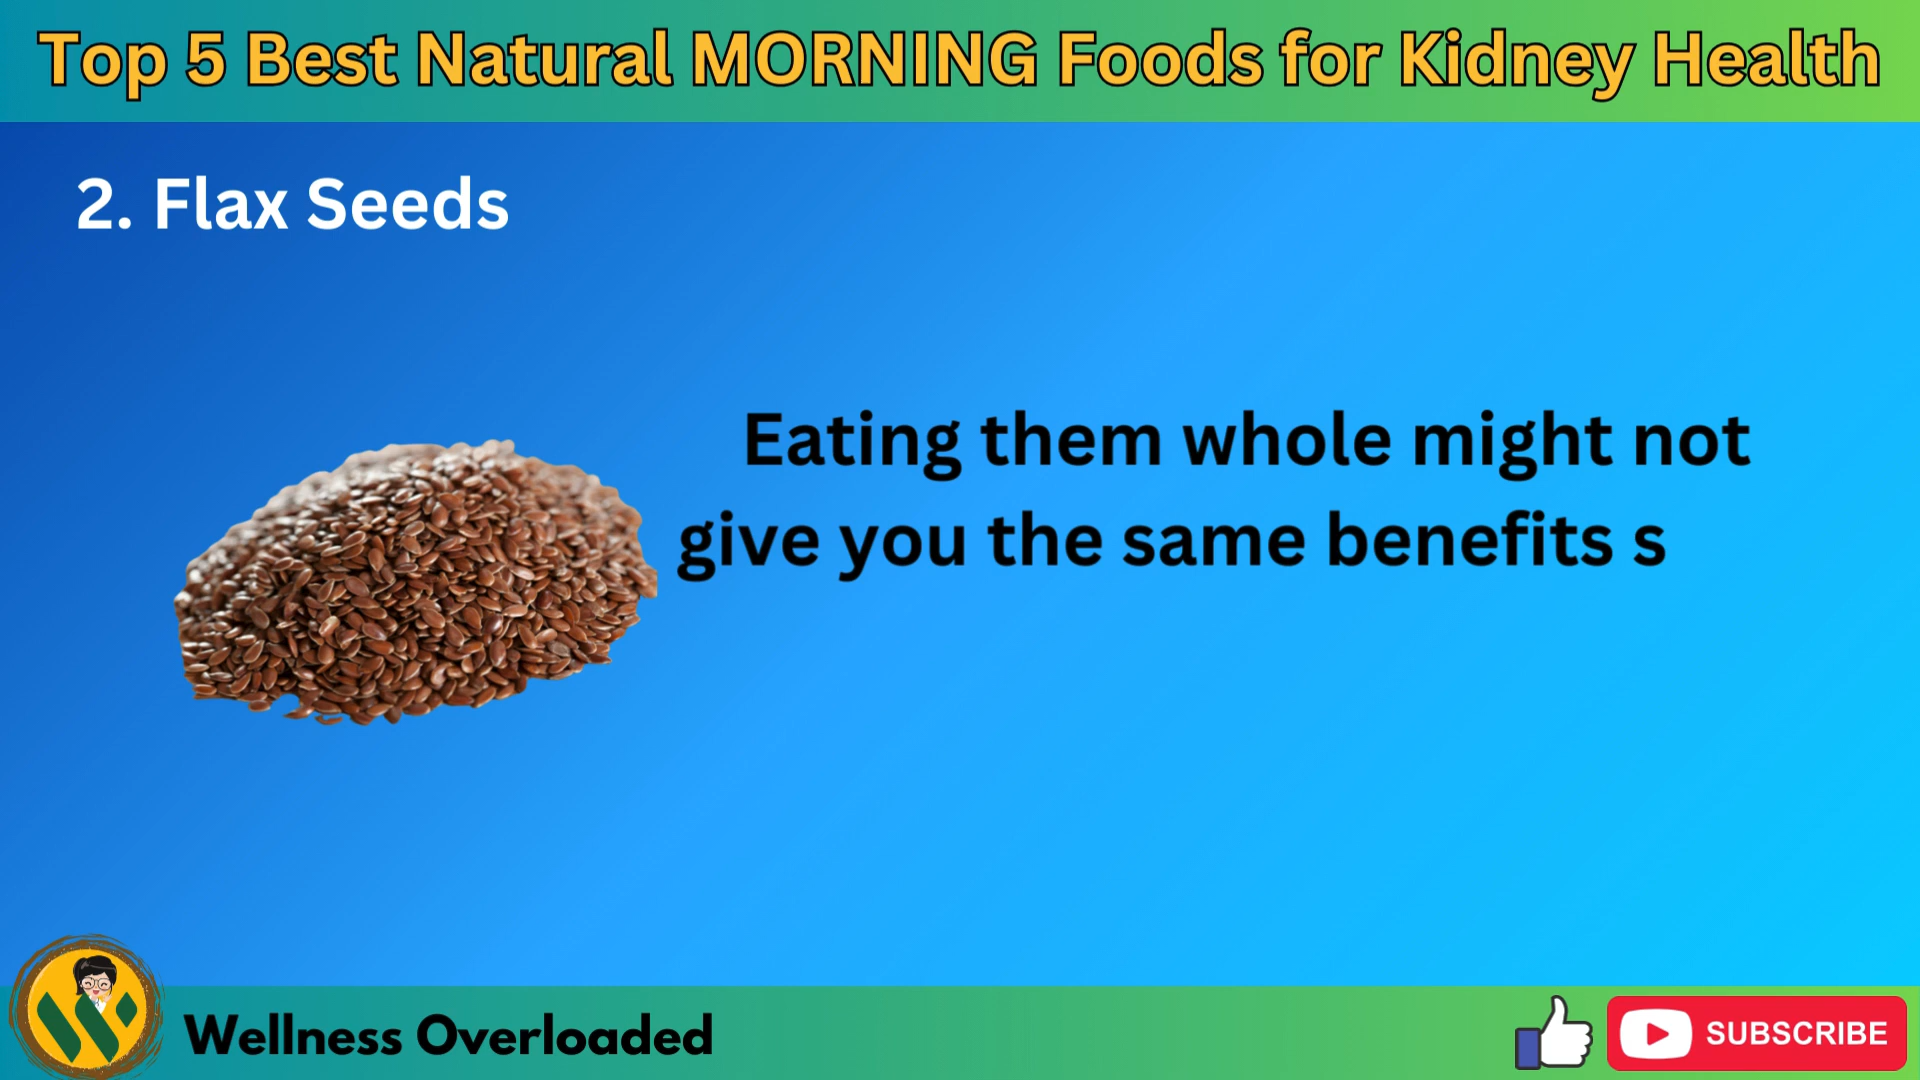 Top 5 Best Natural MORNING Foods for Kidney Health
2. Flax Seeds
Eating them whole might not
give you the same benefits s
Wellness Overloaded
SUBSCRIBE